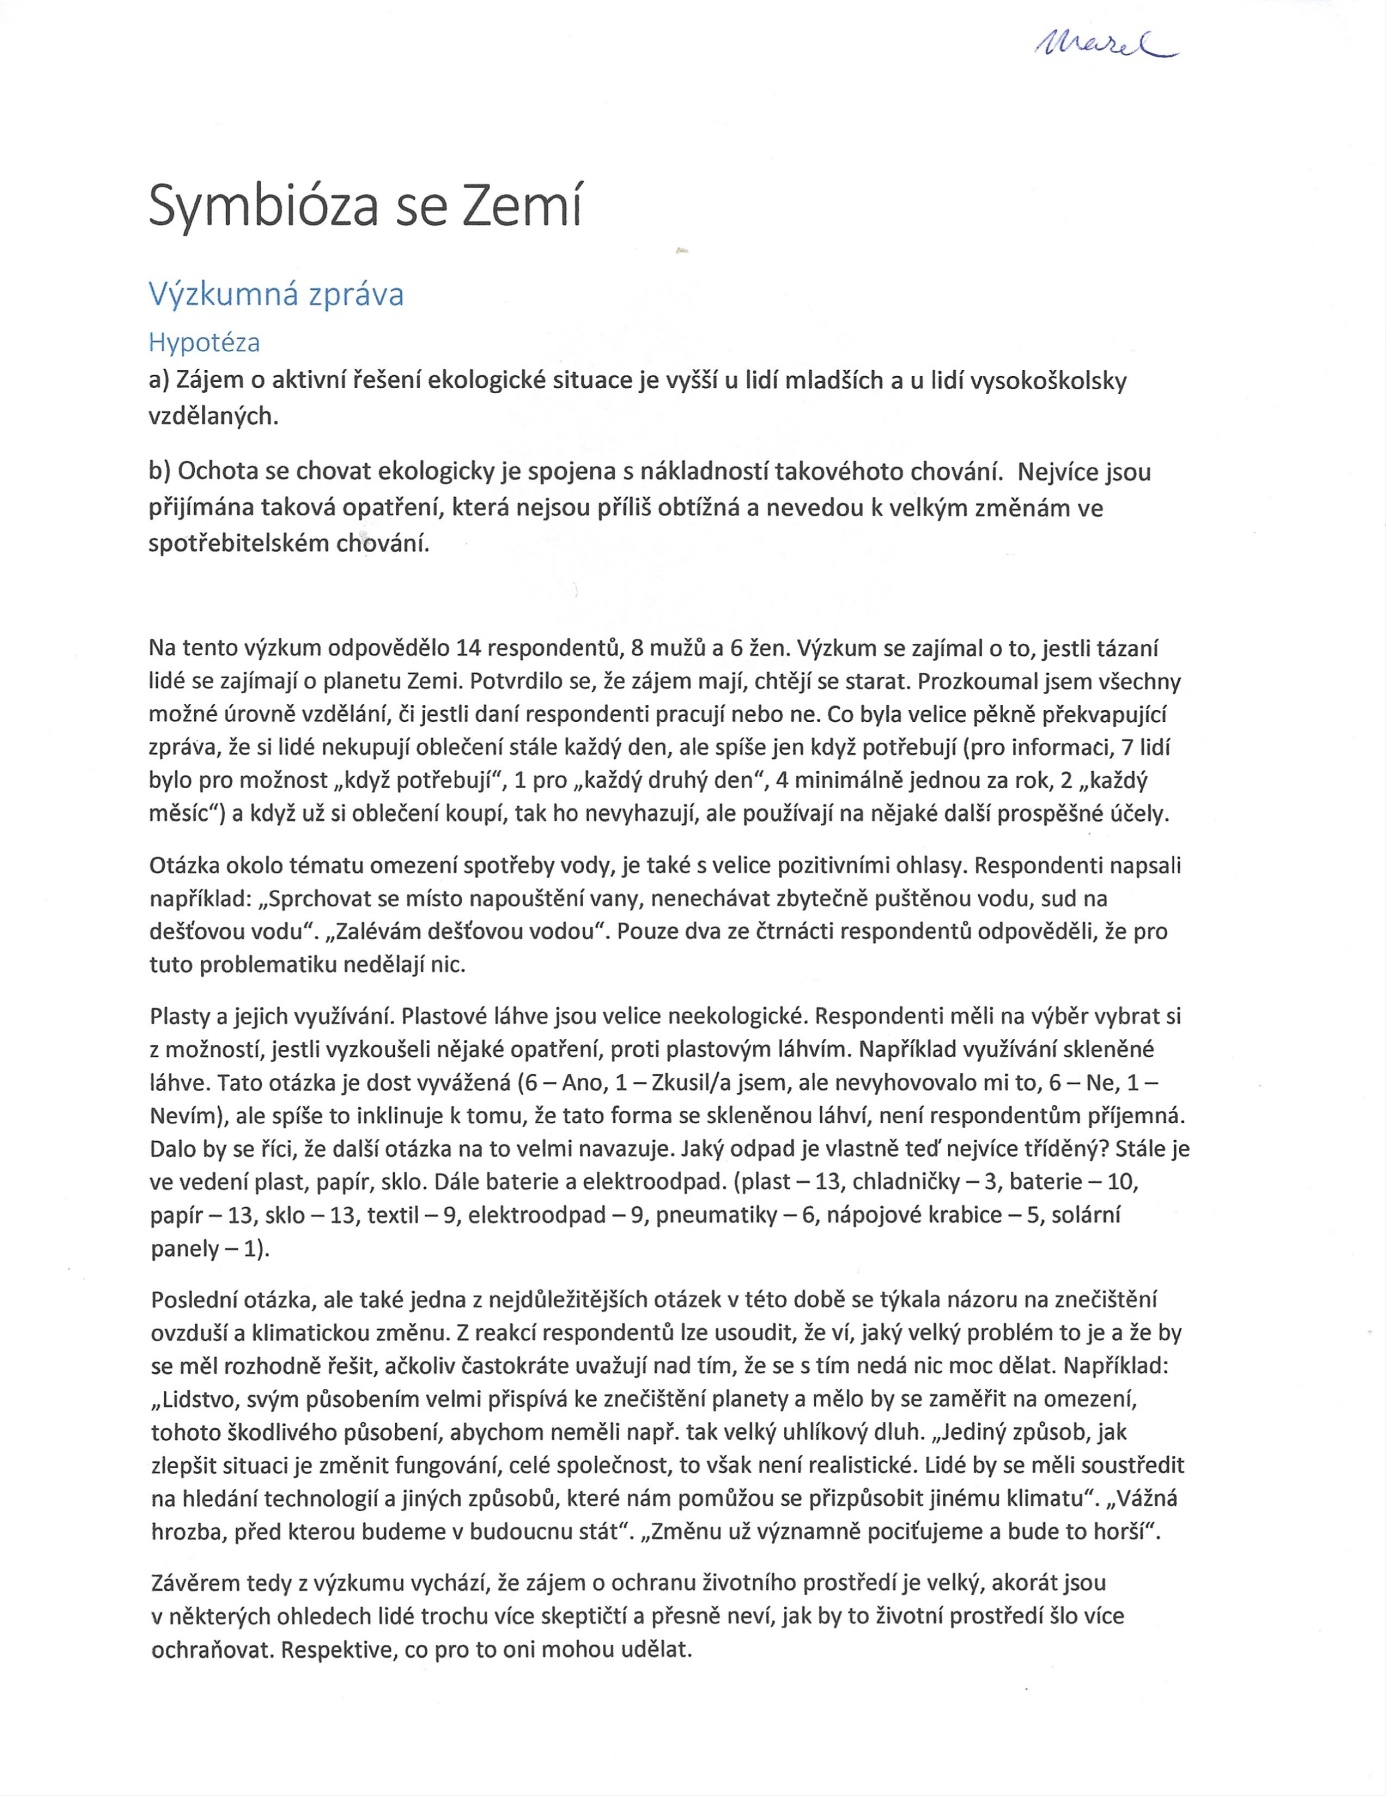 Marel
Symbióza se Zemí
Výzkumná zpráva
Hypotéza
a) Zájem o aktivní řešení ekologické situace je vyšší u lidí mladších a u lidí vysokoškolsky
vzdělaných.
b) Ochota se chovat ekologicky je spojena s nákladností takovéhoto chování.  Nejvíce jsou
přijímána taková opatření, která nejsou příliš obtížná a nevedou k velkým změnám ve
spotřebitelském chování.
Na tento výzkum odpovědělo 14 respondentů, 8 mužů a 6 žen. Výzkum se zajímal o to, jestli tázaní
lidé se zajímají o planetu Zemi. Potvrdilo se, že zájem mají, chtějí se starat. Prozkoumal jsem všechny
možné úrovně vzdělání, či jestli daní respondenti pracují nebo ne. Co byla velice pěkně překvapující
zpráva, že si lidé nekupují oblečení stále každý den, ale spíše jen když potřebují (pro informaci, 7 lidí
bylo pro možnost „když potřebují“, 1 pro „každý druhý den“, 4 minimálně jednou za rok, 2 „každý
měsíc“) a když už si oblečení koupí, tak ho nevyhazují, ale používají na nějaké další prospěšné účely.
Otázka okolo tématu omezení spotřeby vody, je také s velice pozitivními ohlasy. Respondenti napsali
například: „Sprchovat se místo napouštění vany, nenechávat zbytečně puštěnou vodu, sud na
dešťovou vodu“. „Zalévám dešťovou vodou“. Pouze dva ze čtrnácti respondentů odpověděli, že pro
tuto problematiku nedělají nic.
Plasty a jejich využívání. Plastové láhve jsou velice neekologické. Respondenti měli na výběr vybrat si
z možností, jestli vyzkoušeli nějaké opatření, proti plastovým láhvím. Například využívání skleněné
láhve. Tato otázka je dost vyvážená (6 – Ano, 1 – Zkusil/a jsem, ale nevyhovovalo mi to, 6 – Ne, 1 –
Nevím), ale spíše to inklinuje k tomu, že tato forma se skleněnou láhví, není respondentům příjemná.
Dalo by se říci, že další otázka na to velmi navazuje. Jaký odpad je vlastně teď nejvíce tříděný? Stále je
ve vedení plast, papír, sklo. Dále baterie a elektroodpad. (plast – 13, chladničky – 3, baterie – 10,
papír – 13, sklo – 13, textil – 9, elektroodpad – 9, pneumatiky – 6, nápojové krabice – 5, solární
panely – 1).
Poslední otázka, ale také jedna z nejdůležitějších otázek v této době se týkala názoru na znečištění
ovzduší a klimatickou změnu. Z reakcí respondentů lze usoudit, že ví, jaký velký problém to je a že by
se měl rozhodně řešit, ačkoliv častokráte uvažují nad tím, že se s tím nedá nic moc dělat. Například:
„Lidstvo, svým působením velmi přispívá ke znečištění planety a mělo by se zaměřit na omezení,
tohoto škodlivého působení, abychom neměli např. tak velký uhlíkový dluh. „Jediný způsob, jak
zlepšit situaci je změnit fungování, celé společnost, to však není realistické. Lidé by se měli soustředit
na hledání technologií a jiných způsobů, které nám pomůžou se přizpůsobit jinému klimatu“. „Vážná
hrozba, před kterou budeme v budoucnu stát“. „Změnu už významně pociťujeme a bude to horší“.
Závěrem tedy z výzkumu vychází, že zájem o ochranu životního prostředí je velký, akorát jsou
v některých ohledech lidé trochu více skeptičtí a přesně neví, jak by to životní prostředí šlo více
ochraňovat. Respektive, co pro to oni mohou udělat.